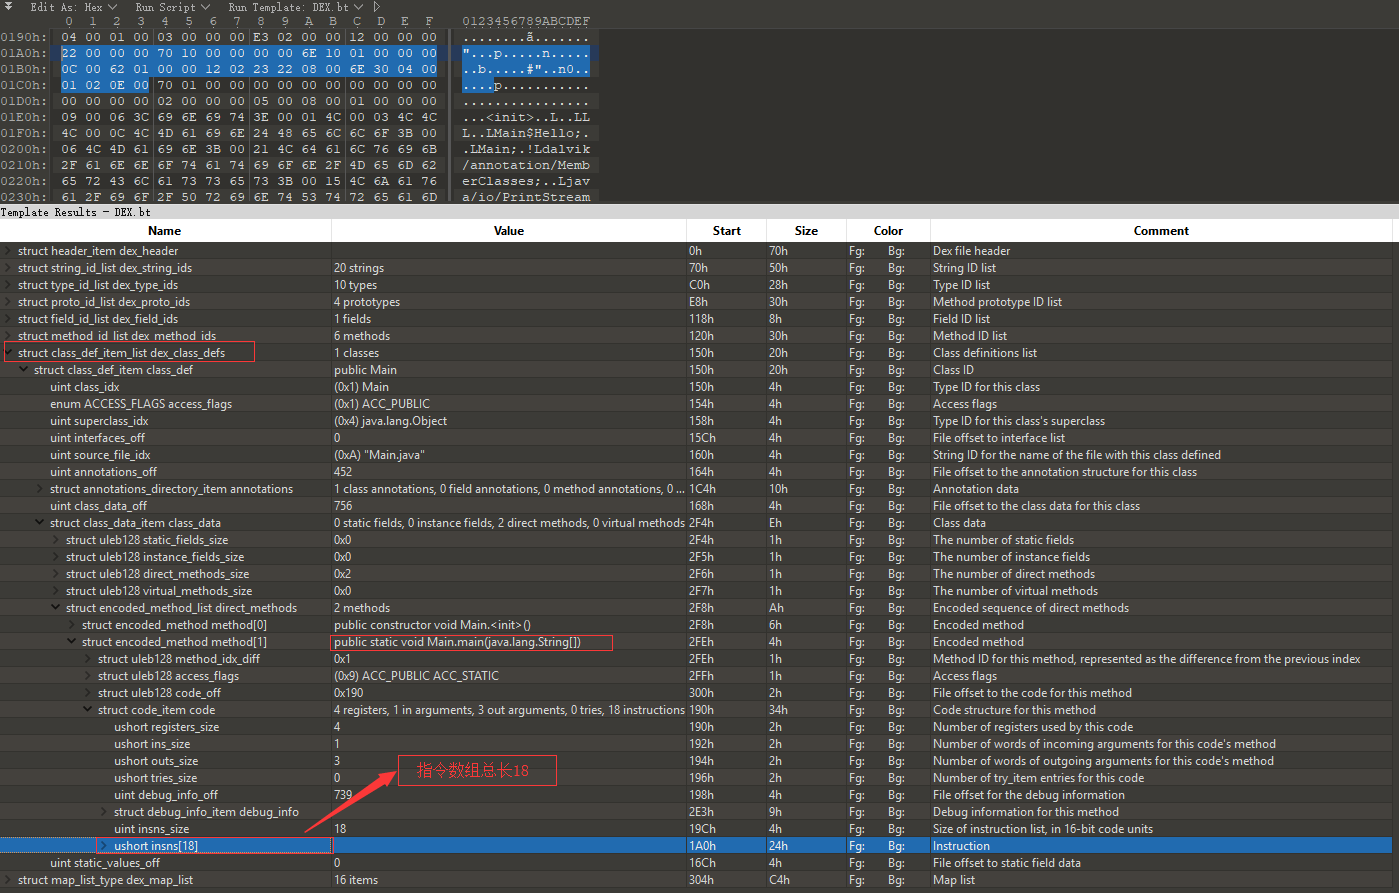 Edit As: Hex Run Script Run Template: DEX.bt
0 1 2 3 4 5 6 7 8 9 A B C D E F 0123456789ABCDEF
0190h: 04 00 01 00 03 00 00 00 E3 02 00 00 12 00 00 00 ........ã.......
01A0h: 22 00 00 00 70 10 00 00 00 00 6E 10 01 00 00 00 "...p.....n.....
01B0h: 0C 00 62 01 00 00 12 02 23 22 08 00 6E 30 04 00 ..b.....#"..n0..
01C0h: 01 02 0E 00 70 01 00 00 00 00 00 00 00 00 00 00 ....p...........
01D0h: 00 00 00 00 02 00 00 00 05 00 08 00 01 00 00 00 ................
01E0h: 09 00 06 3C 69 6E 69 74 3E 00 01 4C 00 03 4C 4C ...<init>..L..LL
01F0h: 4C 00 0C 4C 4D 61 69 6E 24 48 65 6C 6C 6F 3B 00 L..LMain$Hello;.
0200h: 06 4C 4D 61 69 6E 3B 00 21 4C 64 61 6C 76 69 6B .LMain;.!Ldalvik
0210h: 2F 61 6E 6E 6F 74 61 74 69 6F 6E 2F 4D 65 6D 62 /annotation/Memb
0220h: 65 72 43 6C 61 73 73 65 73 3B 00 15 4C 6A 61 76 erClasses;..Ljav
0230h: 61 2F 69 6F 2F 50 72 69 6E 74 53 74 72 65 61 6D a/io/PrintStream
Template Results - DEX.bt
Name Value Start Size Color Comment
struct header_item dex_header 0h 70h Fg: Bg: Dex file header
struct string_id_list dex_string_ids 20 strings 70h 50h Fg: Bg: String ID list
struct type_id_list dex_type_ids 10 types C0h 28h Fg: Bg: Type ID list
struct proto_id_list dex_proto_ids 4 prototypes E8h 30h Fg: Bg: Method prototype ID list
struct field_id_list dex_field_ids 1 fields 118h 8h Fg: Bg: Field ID list
struct method_id_list dex_method_ids 6 methods 120h 30h Fg: Bg: Method ID list
struct class_def_item_list dex_class_defs 1 classes 150h 20h Fg: Bg: Class definitions list
struct class_def_item class_def public Main 150h 20h Fg: Bg: Class ID
uint class_idx (0x1) Main 150h 4h Fg: Bg: Type ID for this class
enum ACCESS_FLAGS access_flags (0x1) ACC_PUBLIC 154h 4h Fg: Bg: Access flags
uint superclass_idx (0x4) java.lang.Object 158h 4h Fg: Bg: Type ID for this class's superclass
uint interfaces_off 0 15Ch 4h Fg: Bg: File offset to interface list
uint source_file_idx (0xA) "Main.java" 160h 4h Fg: Bg: String ID for the name of the file with this class defined
uint annotations_off 452 164h 4h Fg: Bg: File offset to the annotation structure for this class
struct annotations_directory_item annotations 1 class annotations, 0 field annotations, 0 method annotations, 0 ... 1C4h 10h Fg: Bg: Annotation data
uint class_data_off 756 168h 4h Fg: Bg: File offset to the class data for this class
struct class_data_item class_data 0 static fields, 0 instance fields, 2 direct methods, 0 virtual methods 2F4h Eh Fg: Bg: Class data
struct uleb128 static_fields_size 0x0 2F4h 1h Fg: Bg: The number of static fields
struct uleb128 instance_fields_size 0x0 2F5h 1h Fg: Bg: The number of instance fields
struct uleb128 direct_methods_size 0x2 2F6h 1h Fg: Bg: The number of direct methods
struct uleb128 virtual_methods_size 0x0 2F7h 1h Fg: Bg: The number of virtual methods
struct encoded_method_list direct_methods 2 methods 2F8h Ah Fg: Bg: Encoded sequence of direct methods
struct encoded_method method[0] public constructor void Main.<init>() 2F8h 6h Fg: Bg: Encoded method
struct encoded_method method[1] public static void Main.main(java.lang.String[]) 2FEh 4h Fg: Bg: Encoded method
struct uleb128 method_idx_diff 0x1 2FEh 1h Fg: Bg: Method ID for this method, represented as the difference from the previous index
struct uleb128 access_flags (0x9) ACC_PUBLIC ACC_STATIC 2FFh 1h Fg: Bg: Access flags
struct uleb128 code_off 0x190 300h 2h Fg: Bg: File offset to the code for this method
struct code_item code 4 registers, 1 in arguments, 3 out arguments, 0 tries, 18 instructions 190h 34h Fg: Bg: Code structure for this method
ushort registers_size 4 190h 2h Fg: Bg: Number of registers used by this code
ushort ins_size 1 192h 2h Fg: Bg: Number of words of incoming arguments for this code's method
ushort outs_size 3 194h 2h Fg: Bg: Number of words of outgoing arguments for this code's method
指令数组总长18
ushort tries_size 0 196h 2h Fg: Bg: Number of try_item entries for this code
uint debug_info_off 739 198h 4h Fg: Bg: File offset for the debug information
struct debug_info_item debug_info 2E3h 9h Fg: Bg: Debug information for this method
uint insns_size 18 19Ch 4h Fg: Bg: Size of instruction list, in 16-bit code units
ushort insns[18] 1A0h 24h Fg: Bg: Instruction
uint static_values_off 0 16Ch 4h Fg: Bg: File offset to static field data
struct map_list_type dex_map_list 16 items 304h C4h Fg: Bg: Map list